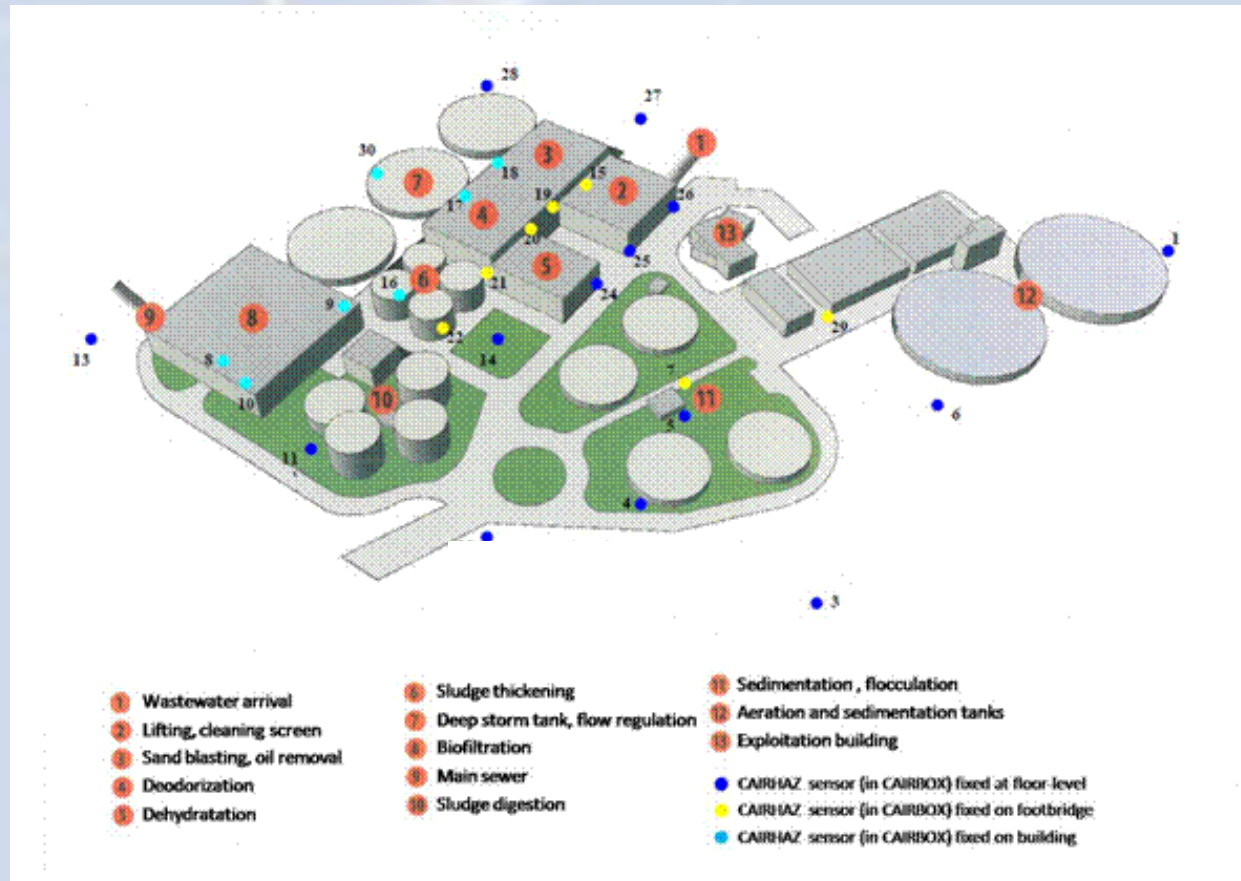 28
27
1
30
3
18
15
7
2
19
17
26
4
13
20
25
1
21
5
6
24
16
12
9
9
8
29
22
14
13
8
7
10
10
11
6
5
11
4
3
1 Wastewater arrival
2 Lifting, cleaning screen
3 Sand blasting, oil removal
4 Deodorization
5 Dehydratation
6 Sludge thickening
7 Deep storm tank, flow regulation
8 Biofiltration
9 Main sewer
10 Sludge digestion
11 Sedimentation , flocculation
12 Aeration and sedimentation tanks
13 Exploitation building
CAIRHAZ sensor (in CAIRBOX) fixed at floor-level
CAIRHAZ sensor (in CAIRBOX) fixed on footbridge
CAIRHAZ sensor (in CAIRBOX) fixed on building